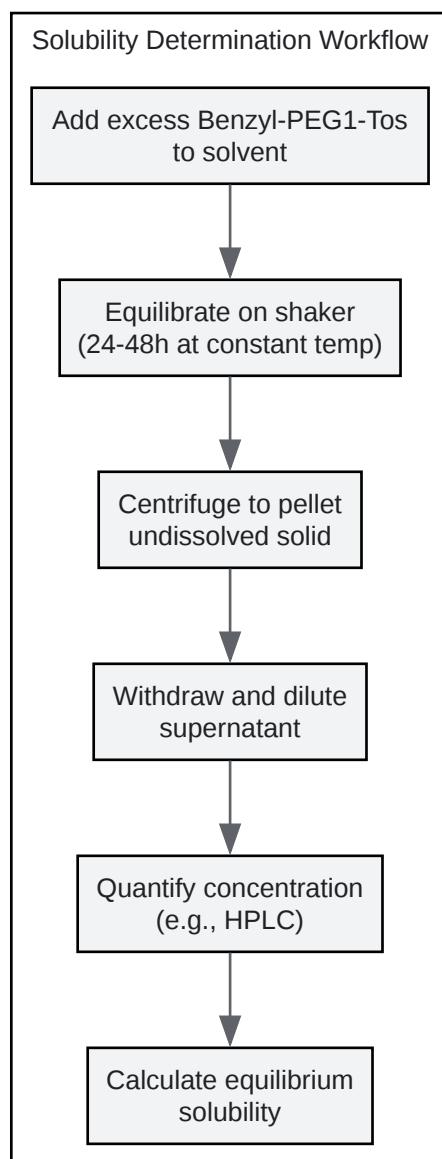 Solubility Determination Workflow
Add excess Benzyl-PEG1-Tos
to solvent
Equilibrate on shaker
(24-48h at constant temp)
Centrifuge to pellet
undissolved solid
Withdraw and dilute
supernatant
Quantify concentration
(e.g., HPLC)
Calculate equilibrium
solubility